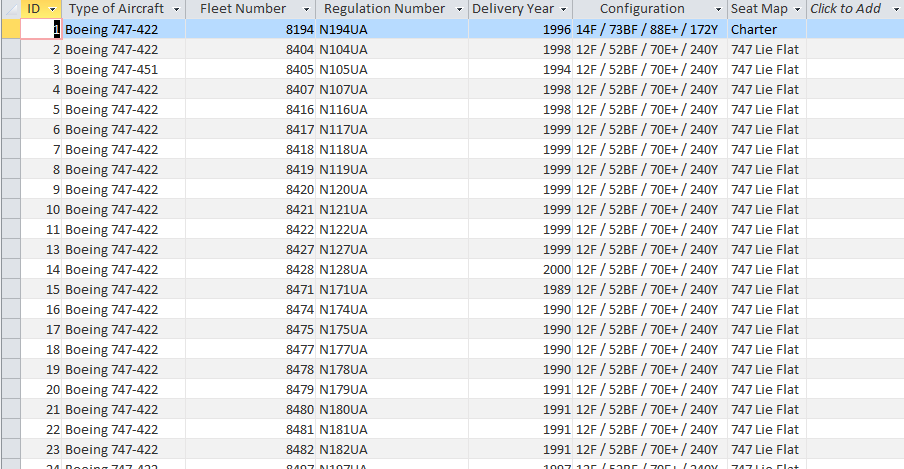 ID Type of Aircraft Fleet Number Regulation Number Delivery Year Configuration Seat Map Click to Add
1 Boeing 747-422 8194 N194UA 1996 14F / 73BF / 88E+ / 172Y Charter
2 Boeing 747-422 8404 N104UA 1998 12F / 52BF / 70E+ / 240Y 747 Lie Flat
3 Boeing 747-451 8405 N105UA 1994 12F / 52BF / 70E+ / 240Y 747 Lie Flat
4 Boeing 747-422 8407 N107UA 1998 12F / 52BF / 70E+ / 240Y 747 Lie Flat
5 Boeing 747-422 8416 N116UA 1998 12F / 52BF / 70E+ / 240Y 747 Lie Flat
6 Boeing 747-422 8417 N117UA 1999 12F / 52BF / 70E+ / 240Y 747 Lie Flat
7 Boeing 747-422 8418 N118UA 1999 12F / 52BF / 70E+ / 240Y 747 Lie Flat
8 Boeing 747-422 8419 N119UA 1999 12F / 52BF / 70E+ / 240Y 747 Lie Flat
9 Boeing 747-422 8420 N120UA 1999 12F / 52BF / 70E+ / 240Y 747 Lie Flat
10 Boeing 747-422 8421 N121UA 1999 12F / 52BF / 70E+ / 240Y 747 Lie Flat
11 Boeing 747-422 8422 N122UA 1999 12F / 52BF / 70E+ / 240Y 747 Lie Flat
13 Boeing 747-422 8427 N127UA 1999 12F / 52BF / 70E+ / 240Y 747 Lie Flat
14 Boeing 747-422 8428 N128UA 2000 12F / 52BF / 70E+ / 240Y 747 Lie Flat
15 Boeing 747-422 8471 N171UA 1989 12F / 52BF / 70E+ / 240Y 747 Lie Flat
16 Boeing 747-422 8474 N174UA 1990 12F / 52BF / 70E+ / 240Y 747 Lie Flat
17 Boeing 747-422 8475 N175UA 1990 12F / 52BF / 70E+ / 240Y 747 Lie Flat
18 Boeing 747-422 8477 N177UA 1990 12F / 52BF / 70E+ / 240Y 747 Lie Flat
19 Boeing 747-422 8478 N178UA 1990 12F / 52BF / 70E+ / 240Y 747 Lie Flat
20 Boeing 747-422 8479 N179UA 1991 12F / 52BF / 70E+ / 240Y 747 Lie Flat
21 Boeing 747-422 8480 N180UA 1991 12F / 52BF / 70E+ / 240Y 747 Lie Flat
22 Boeing 747-422 8481 N181UA 1991 12F / 52BF / 70E+ / 240Y 747 Lie Flat
23 Boeing 747-422 8482 N182UA 1991 12F / 52BF / 70E+ / 240Y 747 Lie Flat